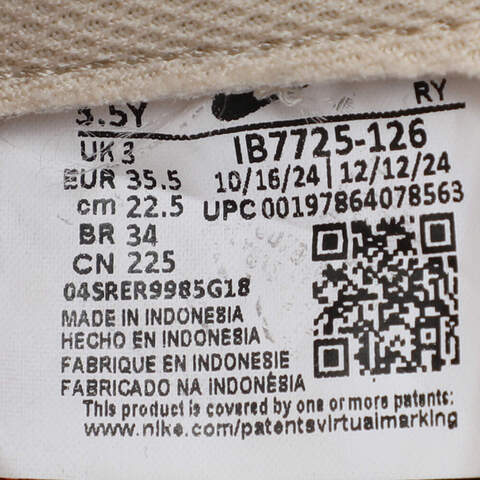 3.5Y RY
UK 3 IB7725-126
EUR 35.5 10/16/24 | 12/12/24
cm 22.5 UPC 00197864078563
BR 34
CN 225
04SRER9985G18
MADE IN INDONESIA
HECHO EN INDONESIA
FABRIQUE EN INDONESIE
FABRICADO NA INDONÉSIA
This product is covered by one or more patents:
www.nike.com/patentsvirtualmarking